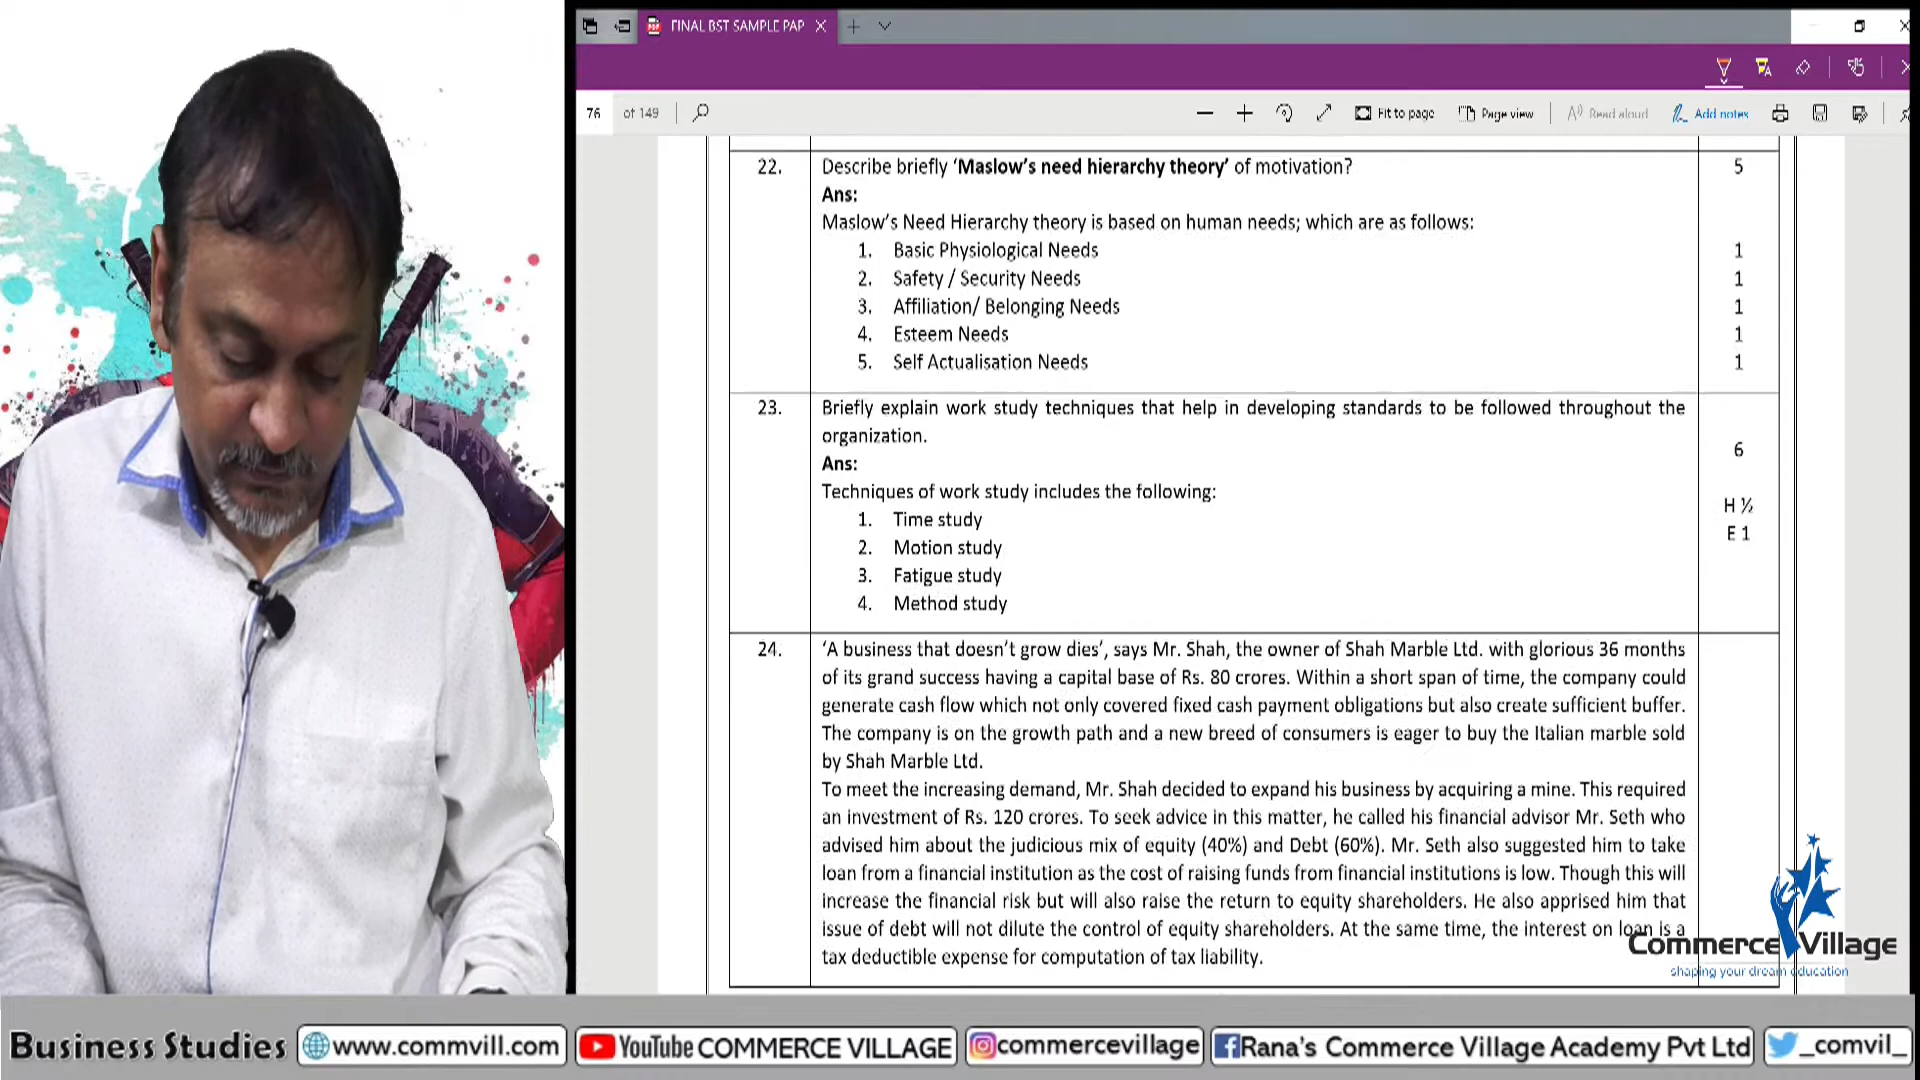 FINAL BST SAMPLE PAP
76 of 149
Fit to page
Page view
Read aloud
Add notes
22. Describe briefly ‘Maslow’s need hierarchy theory’ of motivation? 5
Ans:
Maslow’s Need Hierarchy theory is based on human needs; which are as follows:
1. Basic Physiological Needs 1
2. Safety / Security Needs 1
3. Affiliation/ Belonging Needs 1
4. Esteem Needs 1
5. Self Actualisation Needs 1
23. Briefly explain work study techniques that help in developing standards to be followed throughout the
organization. 6
Ans:
Techniques of work study includes the following: H ½
1. Time study E 1
2. Motion study
3. Fatigue study
4. Method study
24. ‘A business that doesn’t grow dies’, says Mr. Shah, the owner of Shah Marble Ltd. with glorious 36 months
of its grand success having a capital base of Rs. 80 crores. Within a short span of time, the company could
generate cash flow which not only covered fixed cash payment obligations but also create sufficient buffer.
The company is on the growth path and a new breed of consumers is eager to buy the Italian marble sold
by Shah Marble Ltd.
To meet the increasing demand, Mr. Shah decided to expand his business by acquiring a mine. This required
an investment of Rs. 120 crores. To seek advice in this matter, he called his financial advisor Mr. Seth who
advised him about the judicious mix of equity (40%) and Debt (60%). Mr. Seth also suggested him to take
loan from a financial institution as the cost of raising funds from financial institutions is low. Though this will
increase the financial risk but will also raise the return to equity shareholders. He also apprised him that
issue of debt will not dilute the control of equity shareholders. At the same time, the interest on loan is a
tax deductible expense for computation of tax liability.
Commerce Village
shaping your dream education
Business Studies
www.commvill.com
YouTube COMMERCE VILLAGE
commercevillage
Rana's Commerce Village Academy Pvt Ltd
_comvil_